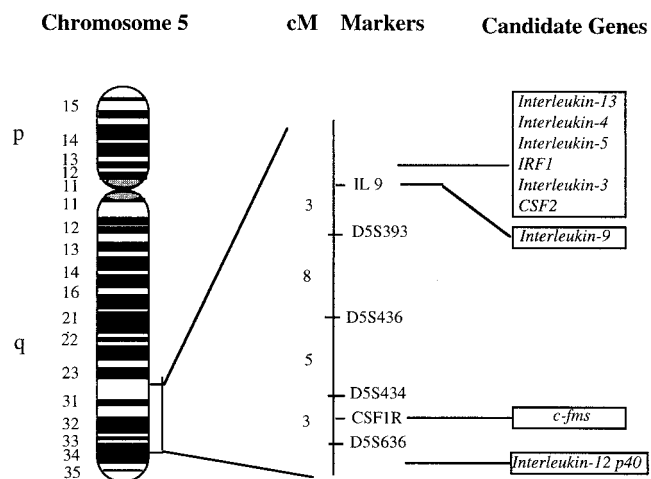 Chromosome 5 cM Markers Candidate Genes
p
15
14
13
12
11
q
11
12
13
14
16
21
22
23
31
32
33
34
35
3
8
5
3
IL 9
D5S393
D5S436
D5S434
CSF1R
D5S636
Interleukin-13
Interleukin-4
Interleukin-5
IRF1
Interleukin-3
CSF2
Interleukin-9
c-fms
Interleukin-12 p40